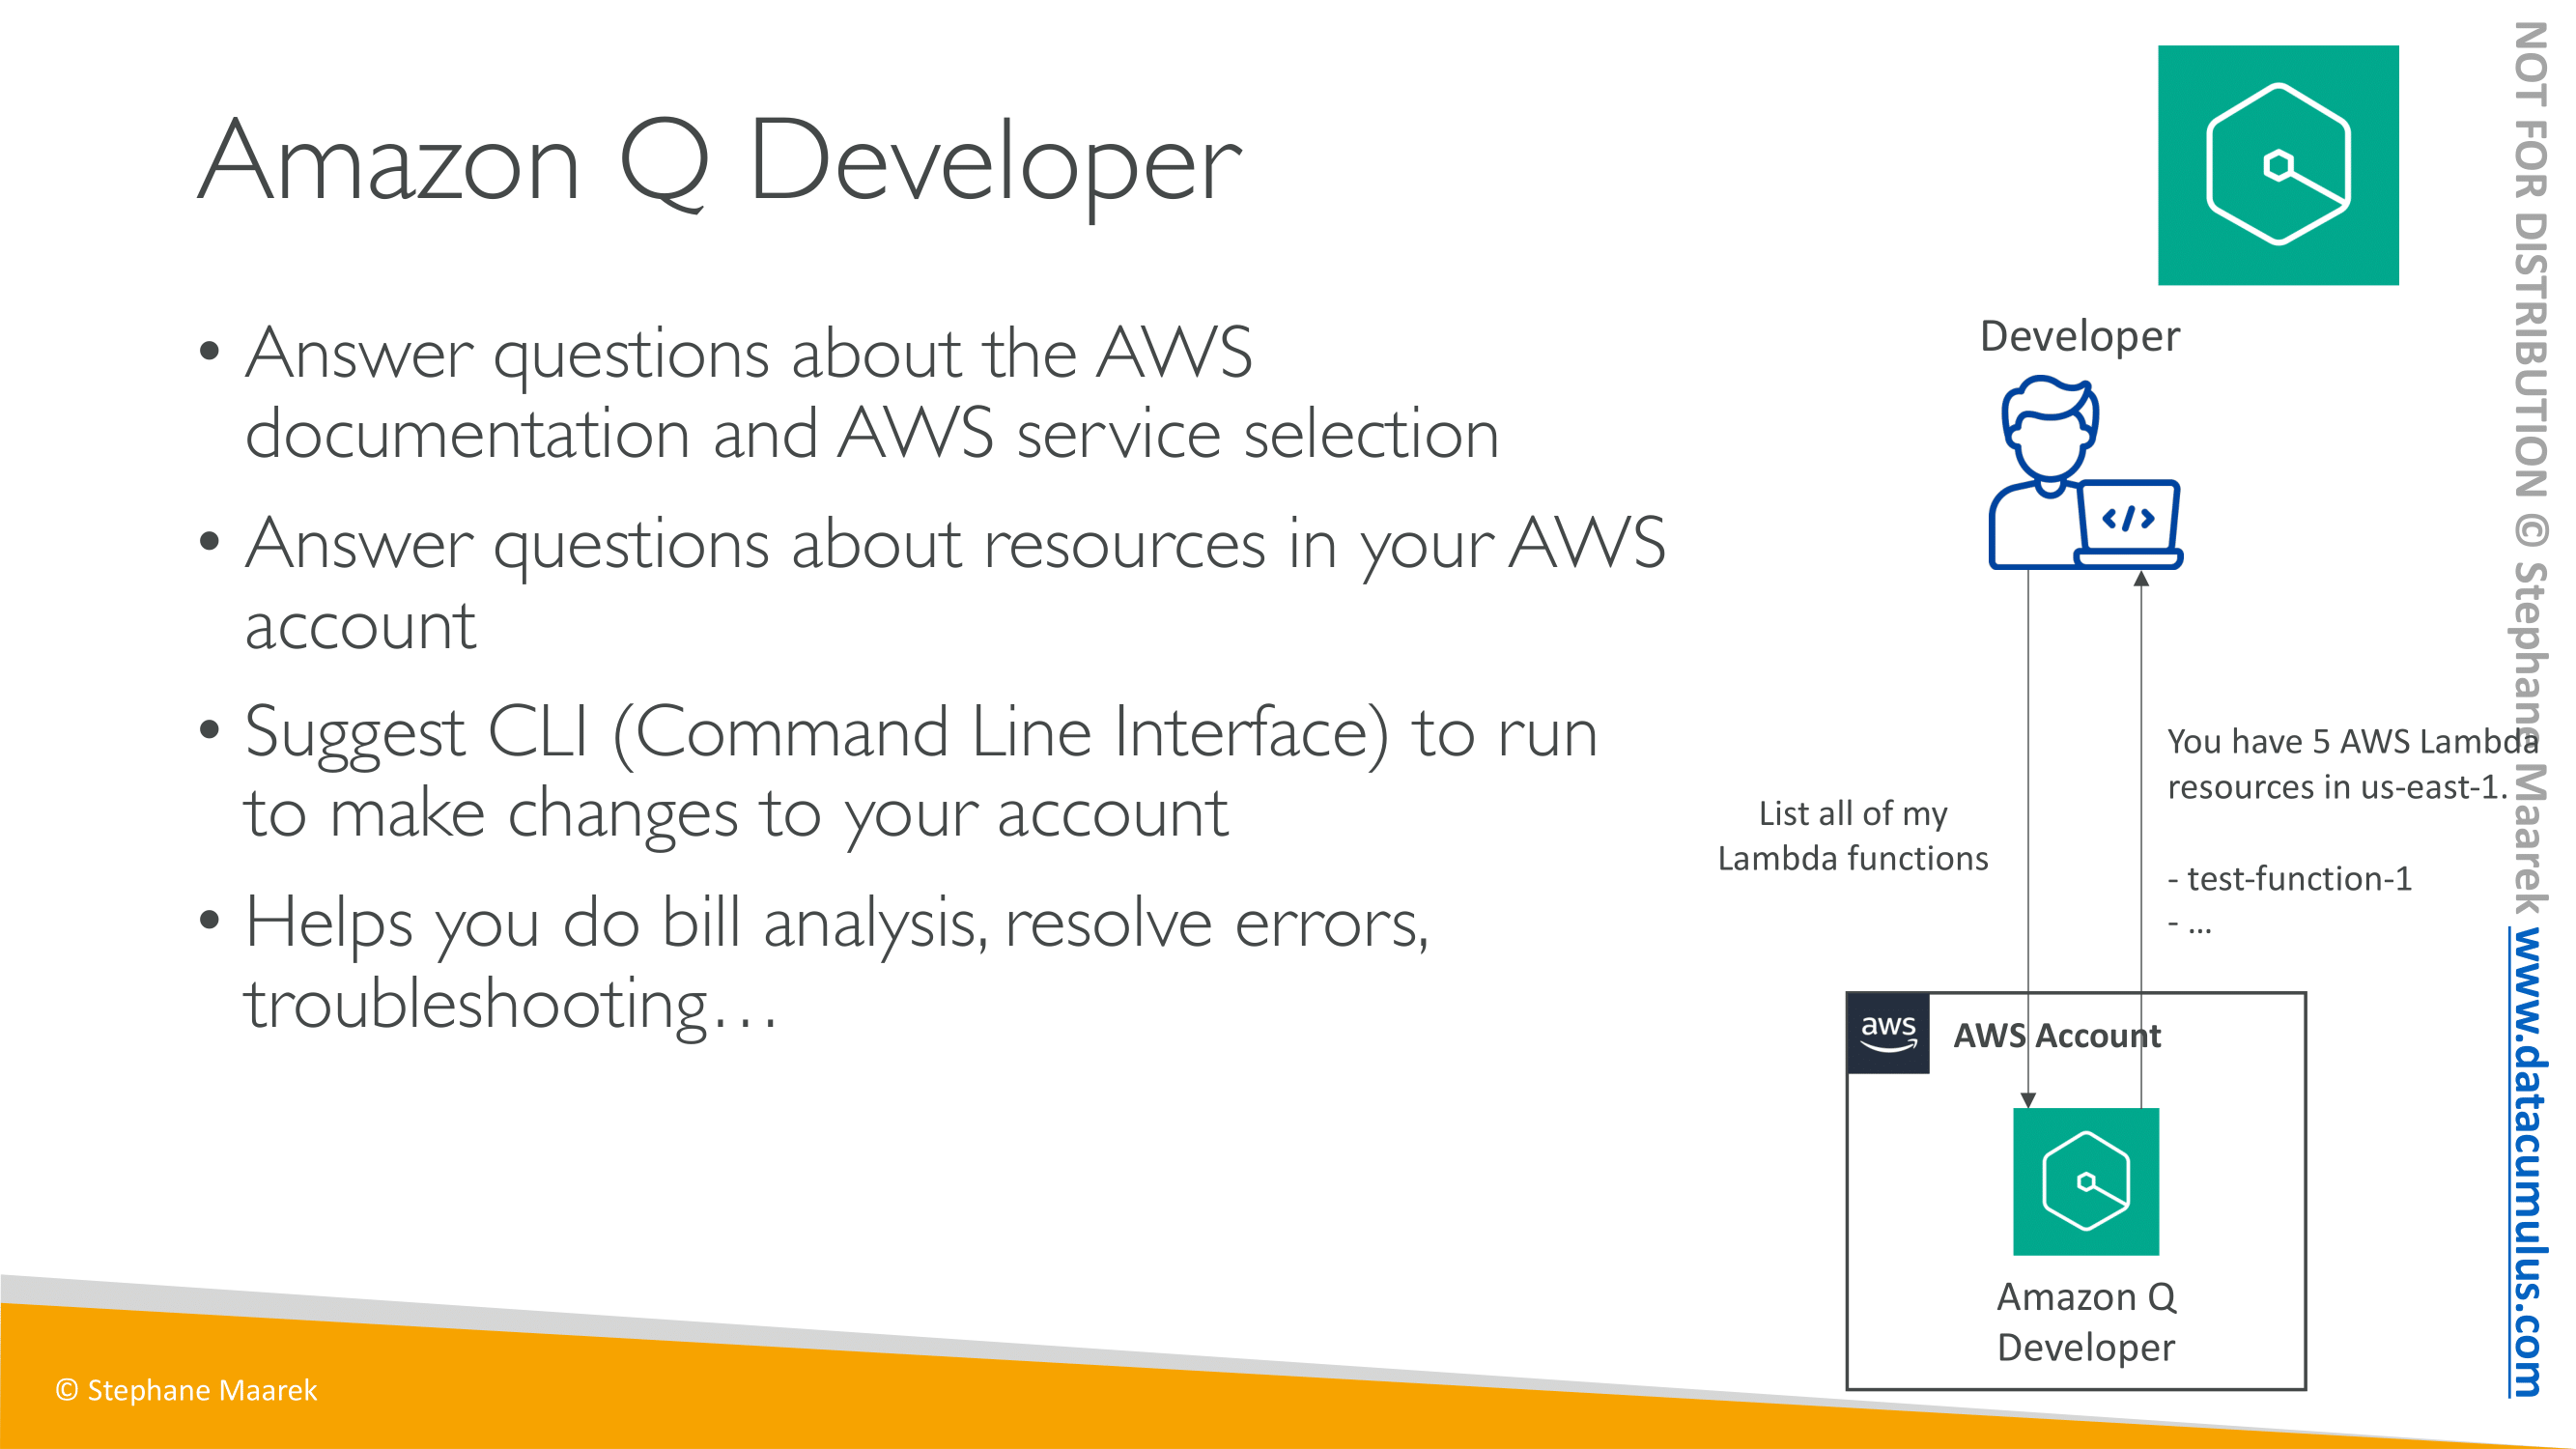 Amazon Q Developer
• Answer questions about the AWS
documentation and AWS service selection
• Answer questions about resources in your AWS
account
• Suggest CLI (Command Line Interface) to run
to make changes to your account
• Helps you do bill analysis, resolve errors,
troubleshooting…
Developer
</>
List all of my
Lambda functions
You have 5 AWS Lambda
resources in us-east-1.
- test-function-1
- ...
aws
AWS Account
Amazon Q
Developer
© Stephane Maarek
NOT FOR DISTRIBUTION © Stephane Maarek www.datacumulus.com